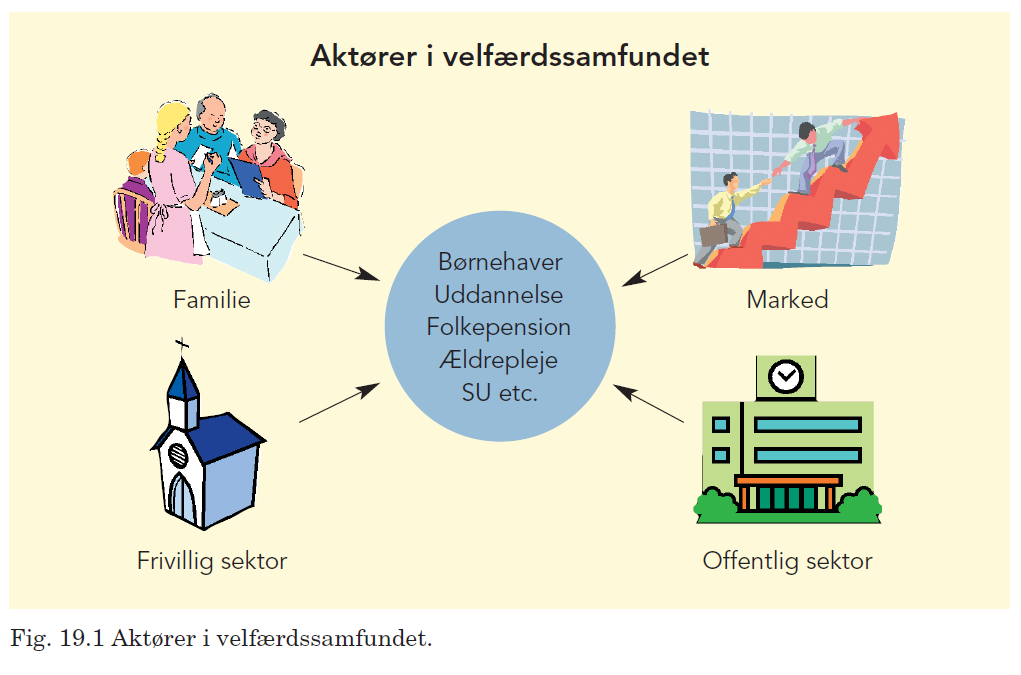 Aktører i velfærdssamfundet
Familie
Marked
Børnehaver
Uddannelse
Folkepension
Ældrepleje
SU etc.
Frivillig sektor
Offentlig sektor
Fig. 19.1 Aktører i velfærdssamfundet.